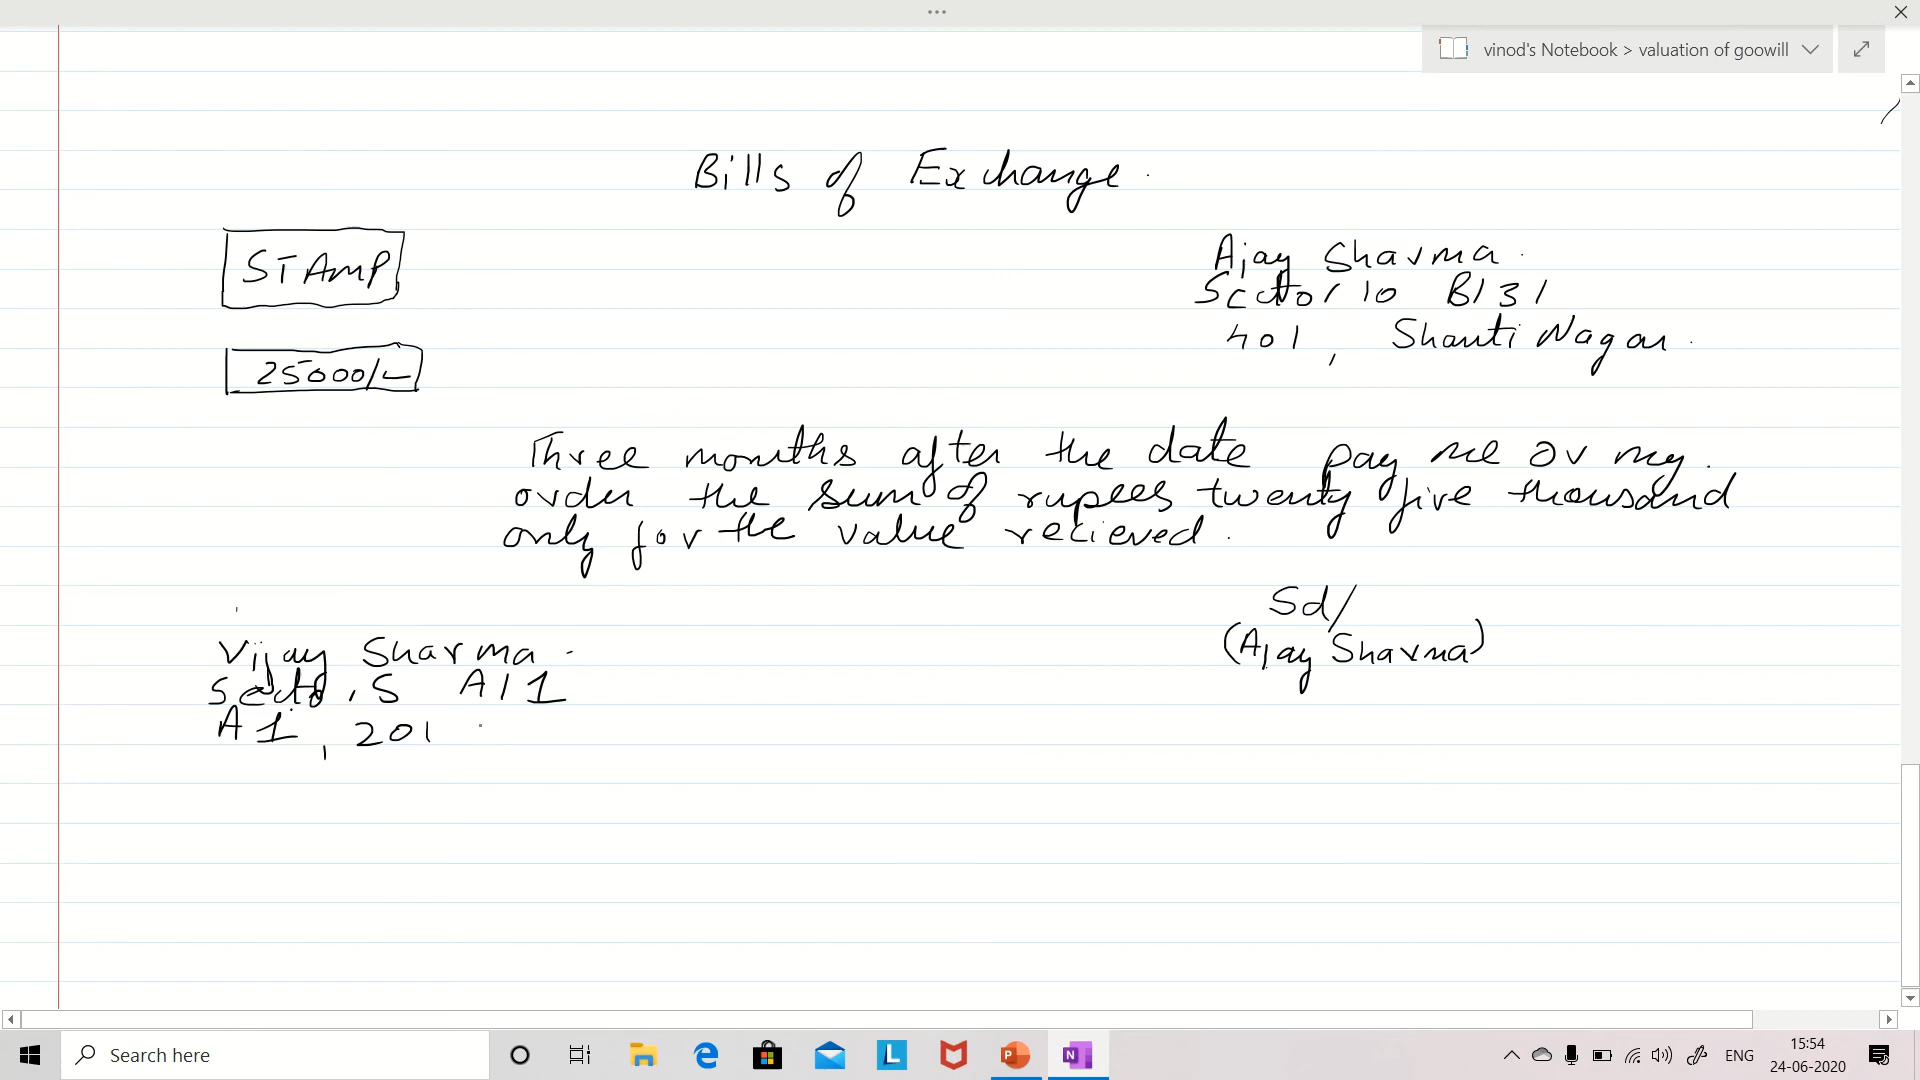 vinod's Notebook > valuation of goowill
Bills of Exchange.
STAMP
Ajay Sharma.
Sector 10 B131
401, Shanti Nagar.
25000/-
Three months after the date pay me or my.
order the sum of rupees twenty five thousand
only for the value recieved.
Sd/
(Ajay Sharma)
Vijay Sharma.
Sector 5 A11
A1, 201
Search here
ENG
15:54
24-06-2020